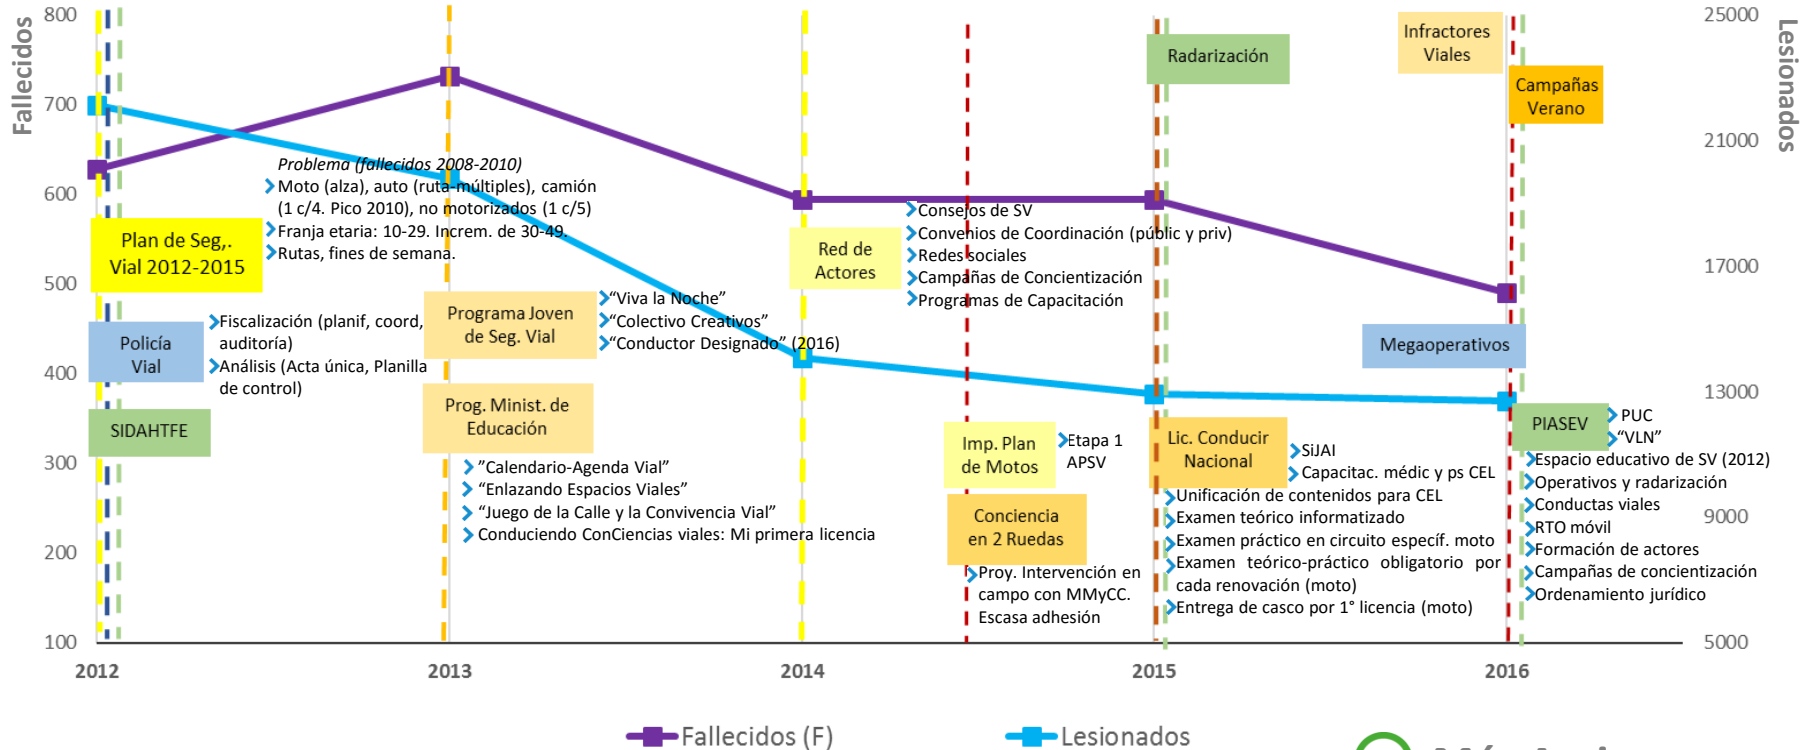 800
700
600
500
400
300
200
100
Fallecidos
25000
21000
17000
13000
9000
5000
Lesionados
2012
2013
2014
2015
2016
Problema (fallecidos 2008-2010)
Moto (alza), auto (ruta-múltiples), camión
(1 c/4. Pico 2010), no motorizados (1 c/5)
Franja etaria: 10-29. Increm. de 30-49.
Rutas, fines de semana.
Plan de Seg,.
Vial 2012-2015
Policía
Vial
Fiscalización (planif, coord,
auditoría)
Análisis (Acta única, Planilla
de control)
SIDAHTFE
Programa Joven
de Seg. Vial
“Viva la Noche”
“Colectivo Creativos”
“Conductor Designado” (2016)
Prog. Minist. de
Educación
”Calendario-Agenda Vial”
“Enlazando Espacios Viales”
“Juego de la Calle y la Convivencia Vial”
Conduciendo ConCiencias viales: Mi primera licencia
Red de
Actores
Consejos de SV
Convenios de Coordinación (públic y priv)
Redes sociales
Campañas de Concientización
Programas de Capacitación
Imp. Plan
de Motos
Etapa 1
APSV
Conciencia
en 2 Ruedas
Proy. Intervención en
campo con MMyCC.
Escasa adhesión
Radarización
Lic. Conducir
Nacional
SiJAI
Capacitac. médic y ps CEL
Unificación de contenidos para CEL
Examen teórico informatizado
Examen práctico en circuito específ. moto
Examen teórico-práctico obligatorio por
cada renovación (moto)
Entrega de casco por 1° licencia (moto)
Infractores
Viales
Campañas
Verano
Megaoperativos
PIASEV
PUC
“VLN”
Espacio educativo de SV (2012)
Operativos y radarización
Conductas viales
RTO móvil
Formación de actores
Campañas de concientización
Ordenamiento jurídico
Fallecidos (F)
Lesionados